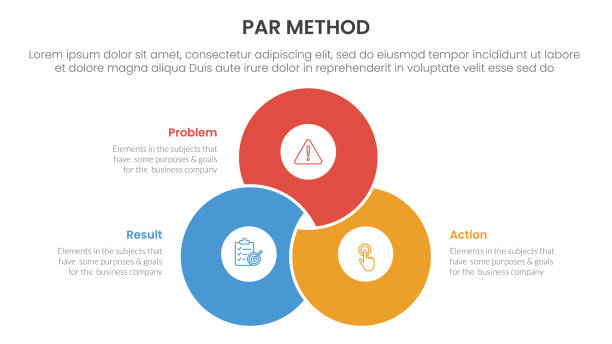 PAR METHOD
Lorem ipsum dolor sit amet, consectetur adipiscing elit, sed do eiusmod tempor incididunt ut labore
et dolore magna aliqua Duis aute irure dolor in reprehenderit in voluptate velit esse sed do
Problem
Elements in the subjects that
have some purposes & goals
for the business company
Result
Elements in the subjects that
have some purposes & goals
for the business company
Action
Elements in the subjects that
have some purposes & goals
for the business company